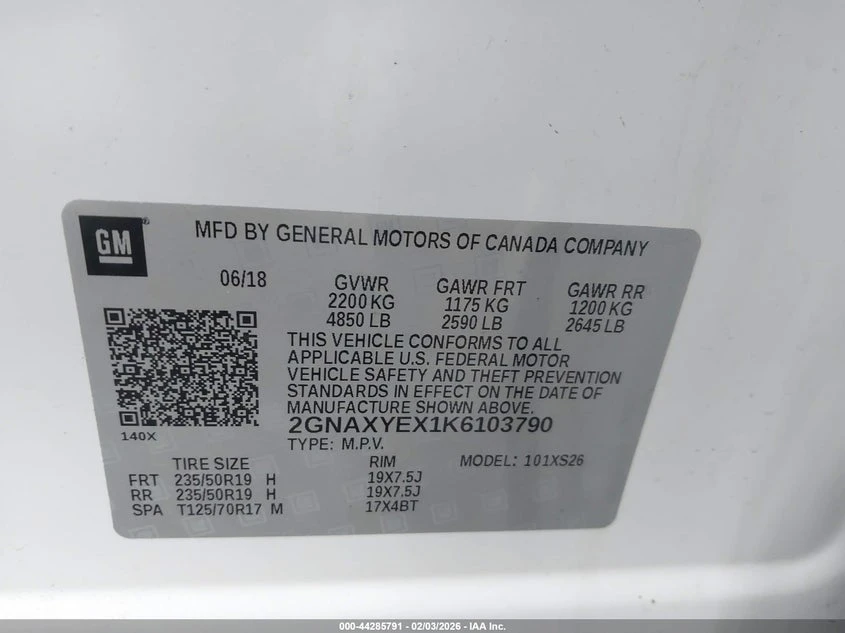 GM®
MFD BY GENERAL MOTORS OF CANADA COMPANY
06/18
GVWR GAWR FRT GAWR RR
2200 KG 1175 KG 1200 KG
4850 LB 2590 LB 2645 LB
THIS VEHICLE CONFORMS TO ALL
APPLICABLE U.S. FEDERAL MOTOR
VEHICLE SAFETY AND THEFT PREVENTION
STANDARDS IN EFFECT ON THE DATE OF
MANUFACTURE SHOWN ABOVE.
2GNAXYEX1K6103790
140X
TYPE: M.P.V.
TIRE SIZE RIM MODEL: 101XS26
FRT 235/50R19 H 19X7.5J
RR 235/50R19 H 19X7.5J
SPA T125/70R17 M 17X4BT
000-44285791 - 02/03/2026 - IAA Inc.